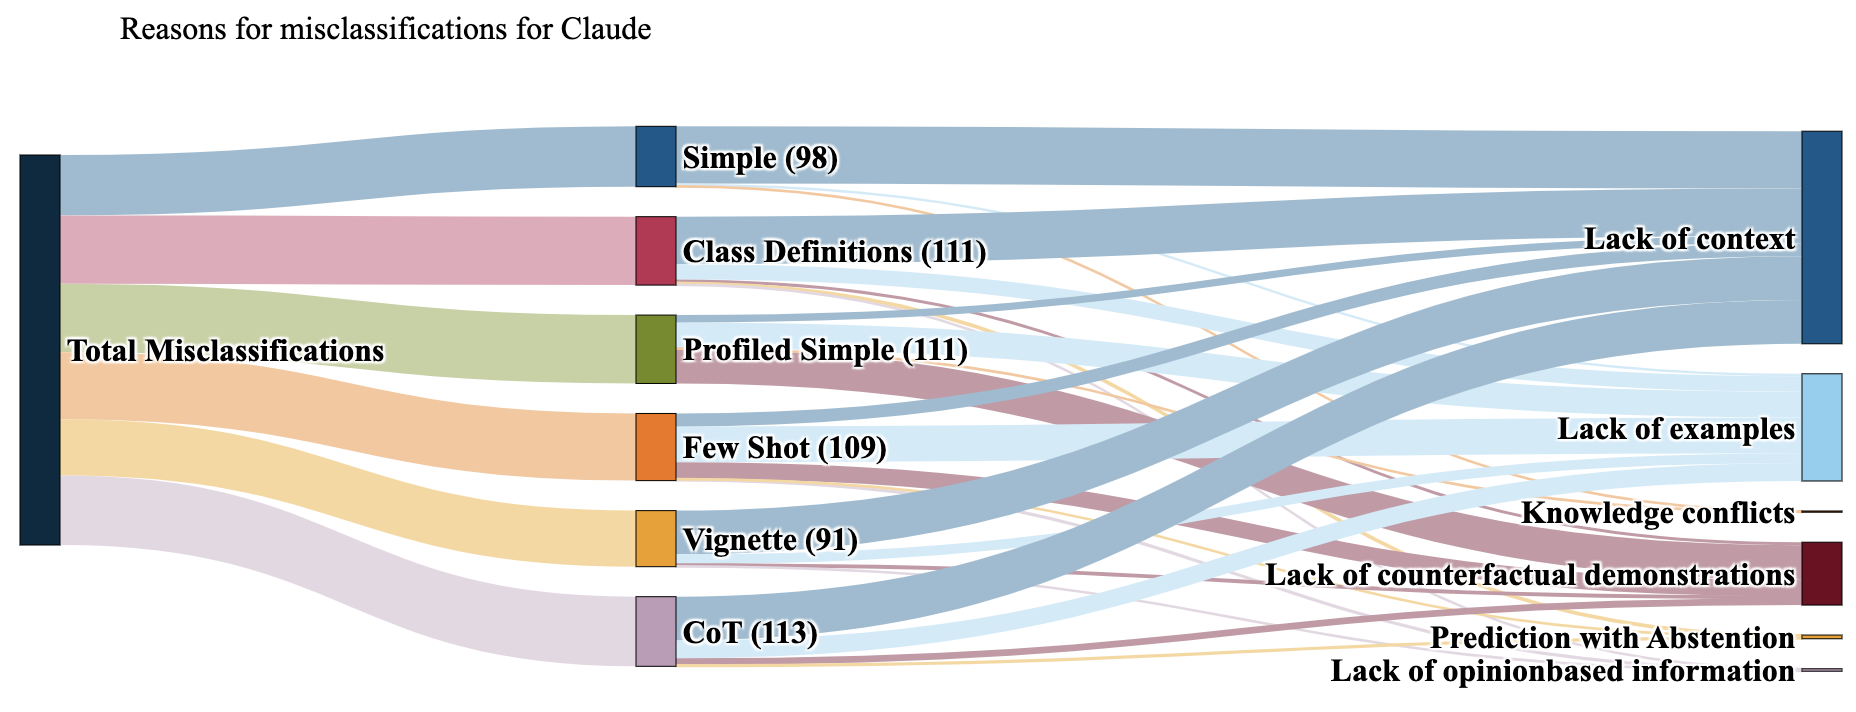 Reasons for misclassifications for Claude
Total Misclassifications
Simple (98)
Class Definitions (111)
Profiled Simple (111)
Few Shot (109)
Vignette (91)
CoT (113)
Lack of context
Lack of examples
Knowledge conflicts
Lack of counterfactual demonstrations
Prediction with Abstention
Lack of opinionbased information